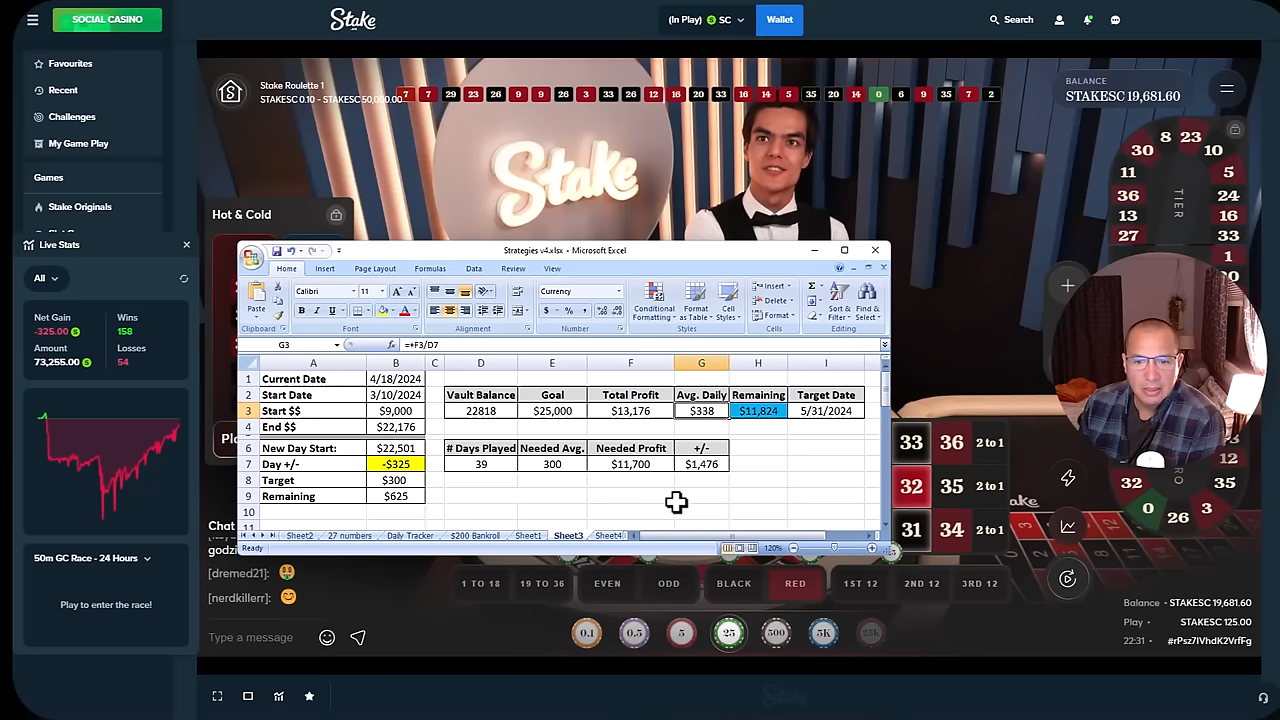 SOCIAL CASINO
Stake
(In Play) SC
Wallet
Search
Favourites
Recent
Challenges
My Game Play
Games
Stake Originals
Live Stats
All
Net Gain
-325.00
Wins
158
Amount
73,255.00
Losses
54
50m GC Race - 24 Hours
Play to enter the race!
Stake Roulette 1
STAKESC 0.10 - STAKESC 50,000.00
7 7 29 23 26 9 9 26 3 33 26 12 16 20 33 16 14 5 35 20 14 0 6 9 35 7 2
BALANCE
STAKESC 19,681.60
Stake
Hot & Cold
30 8 23 10
11 5
36 24
13 16
27 33
1
TIER
Strategies v4.xlsx - Microsoft Excel
Home Insert Page Layout Formulas Data Review View
Paste
Calibri 11
Currency
Conditional Formatting
Format as Table
Cell Styles
Insert
Delete
Format
Sort & Filter
Find & Select
Clipboard Font Alignment Number Styles Cells Editing
G3 =+F3/D7
A B C D E F G H I
1 Current Date 4/18/2024
2 Start Date 3/10/2024 Vault Balance Goal Total Profit Avg. Daily Remaining Target Date
3 Start $$ $9,000 22818 $25,000 $13,176 $338 $11,824 5/31/2024
4 End $$ $22,176
6 New Day Start: $22,501 # Days Played Needed Avg. Needed Profit +/-
7 Day +/- -$325 39 300 $11,700 $1,476
8 Target $300
9 Remaining $625
10
11
Sheet2 27 numbers Daily Tracker $200 Bankroll Sheet1 Sheet3 Sheet4
Ready 120%
33 36 2 to 1
32 35 2 to 1
31 34 2 to 1
12
32 35
0 26 3
Chat
godzi
[dremed21]:
[nerdkillerr]:
Type a message
1 TO 18 19 TO 36 EVEN ODD BLACK RED 1ST 12 2ND 12 3RD 12
0.1 0.5 5 25 500 5K 25K
Balance - STAKESC 19,681.60
Play - STAKESC 125.00
22:31 - #rPsz7IVhdK2VrfFg